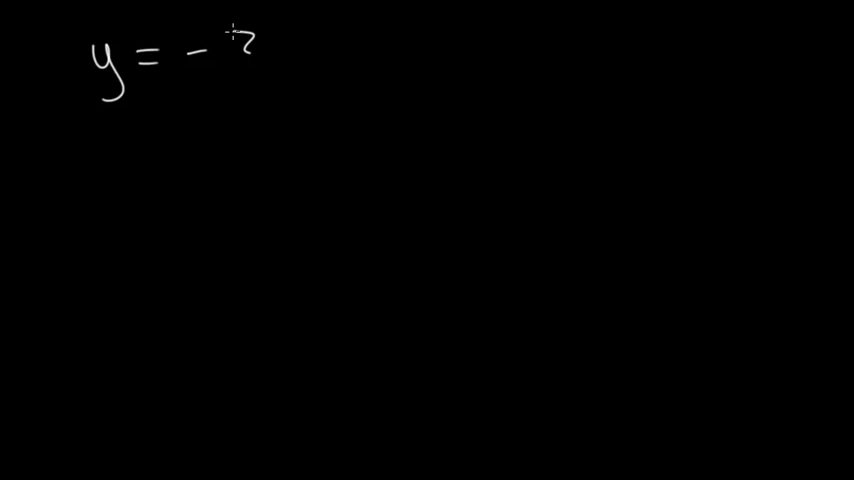 y = -